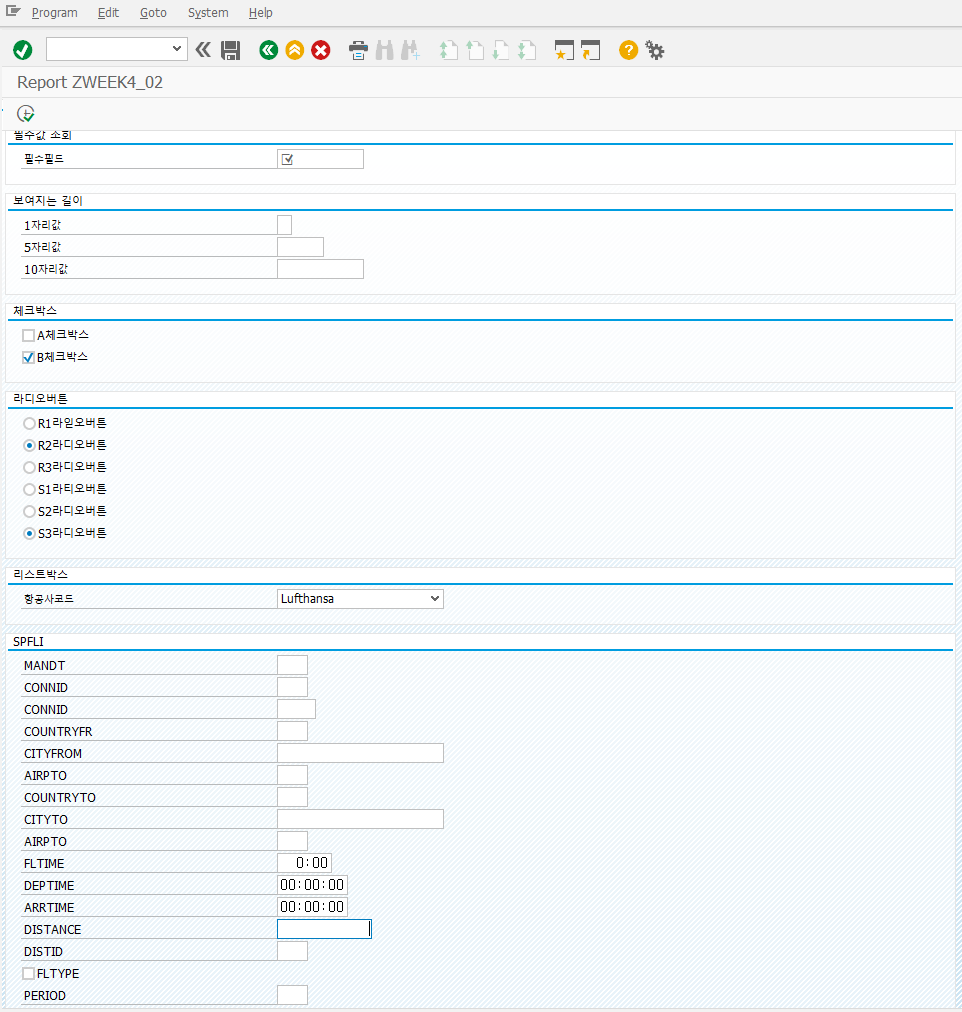 Program Edit Goto System Help
Report ZWEEK4_02
필수값 조회
필수필드
보여지는 길이
1자리값
5자리값
10자리값
체크박스
A체크박스
B체크박스
라디오버튼
R1라읻오버튼
R2라디오버튼
R3라디오버튼
S1라티오버튼
S2라디오버튼
S3라디오버튼
리스트박스
항공사코드 Lufthansa
SPFLI
MANDT
CONNID
CONNID
COUNTRYFR
CITYFROM
AIRPTO
COUNTRYTO
CITYTO
AIRPTO
FLTIME 0:00
DEPTIME 00:00:00
ARRTIME 00:00:00
DISTANCE
DISTID
FLTYPE
PERIOD